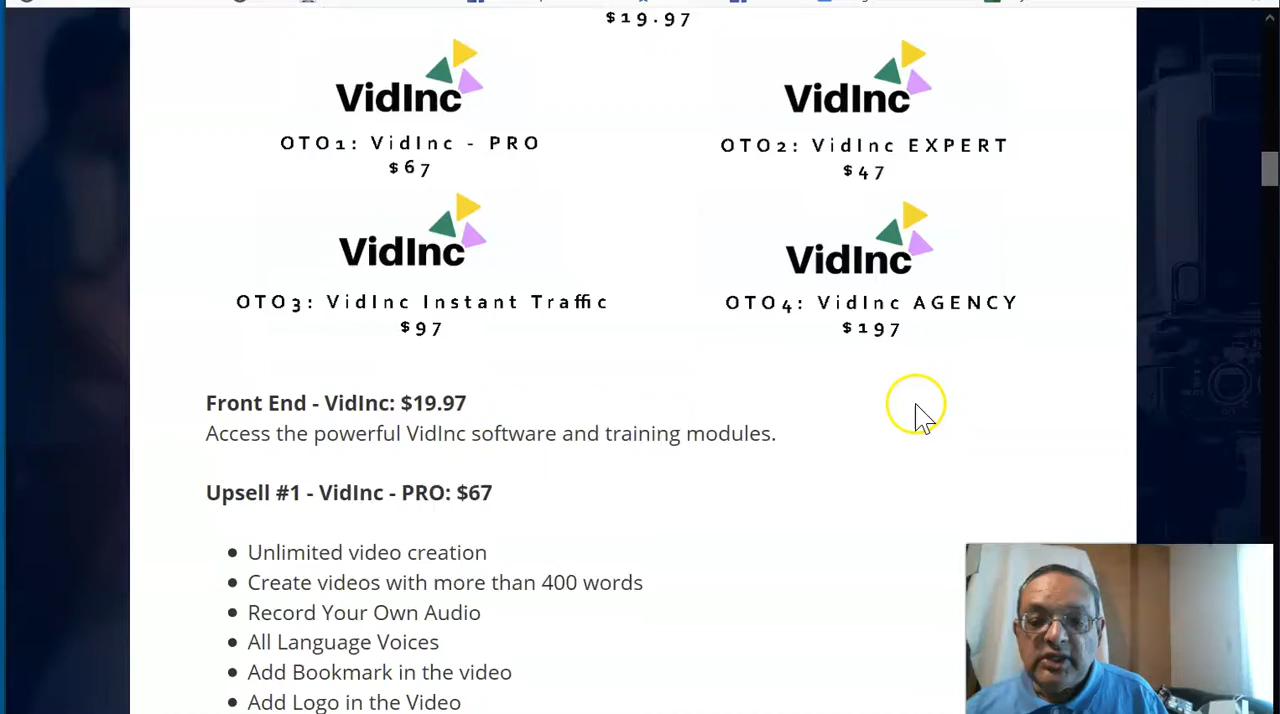 $19.97
VidInc
VidInc
OTO1: VidInc - PRO
OTO2: VidInc EXPERT
$67
$47
VidInc
VidInc
OTO3: VidInc Instant Traffic
OTO4: VidInc AGENCY
$97
$197
Front End - VidInc: $19.97
Access the powerful VidInc software and training modules.
Upsell #1 - VidInc - PRO: $67
Unlimited video creation
Create videos with more than 400 words
Record Your Own Audio
All Language Voices
Add Bookmark in the video
Add Logo in the Video